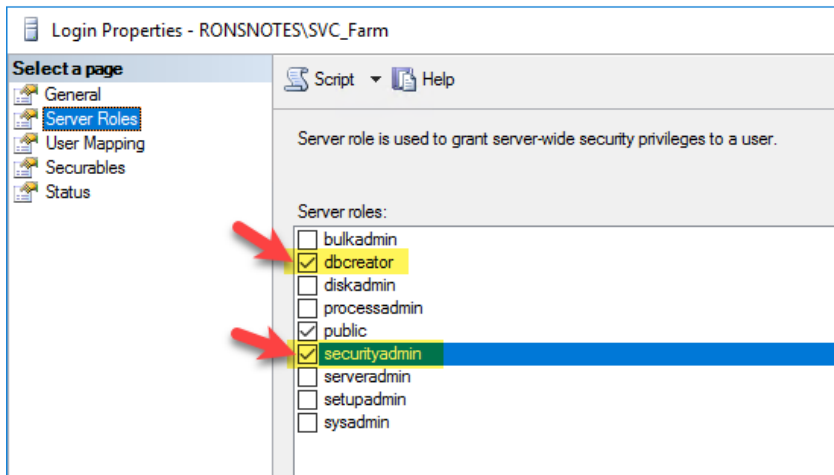 Login Properties - RONSNOTES\SVC_Farm
Select a page
General
Server Roles
User Mapping
Securables
Status
Script
Help
Server role is used to grant server-wide security privileges to a user.
Server roles:
bulkadmin
dbcreator
diskadmin
processadmin
public
securityadmin
serveradmin
setupadmin
sysadmin